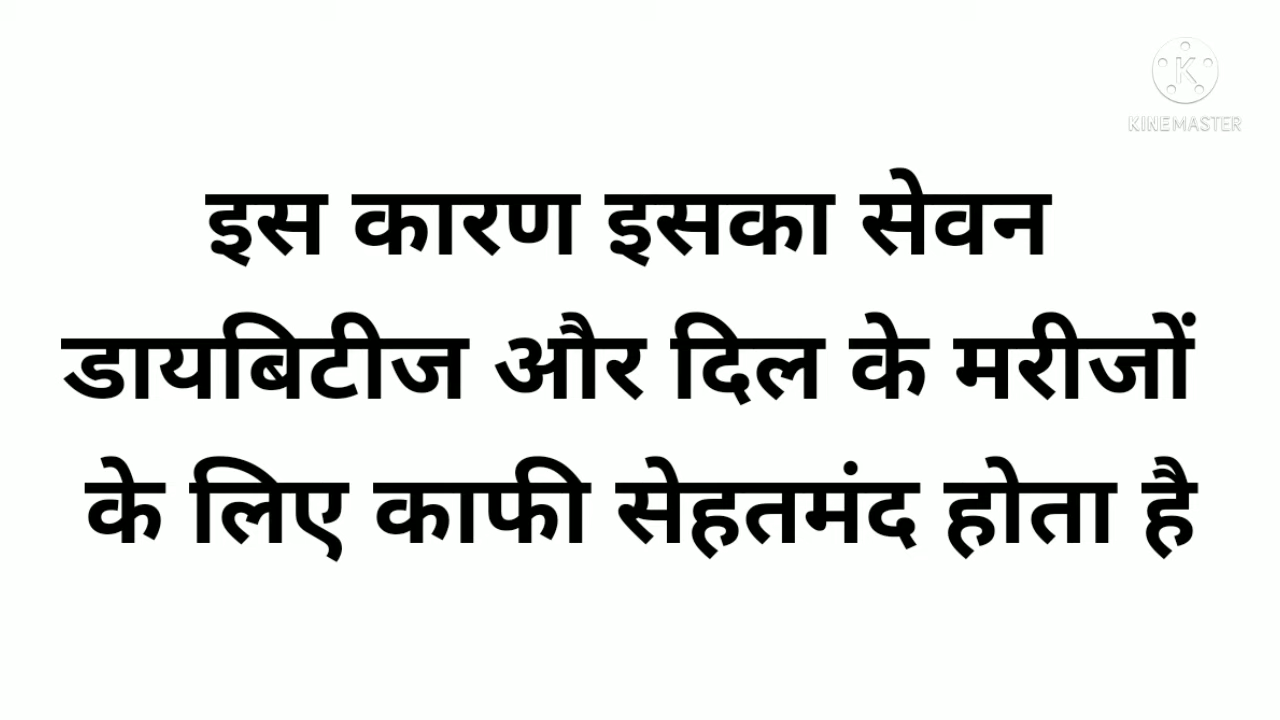 KINEMASTER
इस कारण इसका सेवन
डायबिटीज और दिल के मरीजों
के लिए काफी सेहतमंद होता है